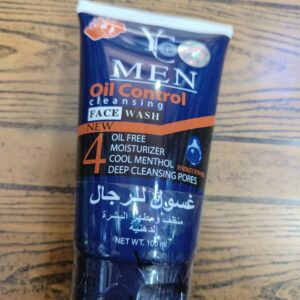 YC
MEN
Oil Control
cleansing
FACE WASH
NEW
4
OIL FREE
MOISTURIZER
COOL MENTHOL
DEEP CLEANSING PORES
غسول للرجال
منظف ومطهر البشرة
الدهنية
NET WT. 100 ml